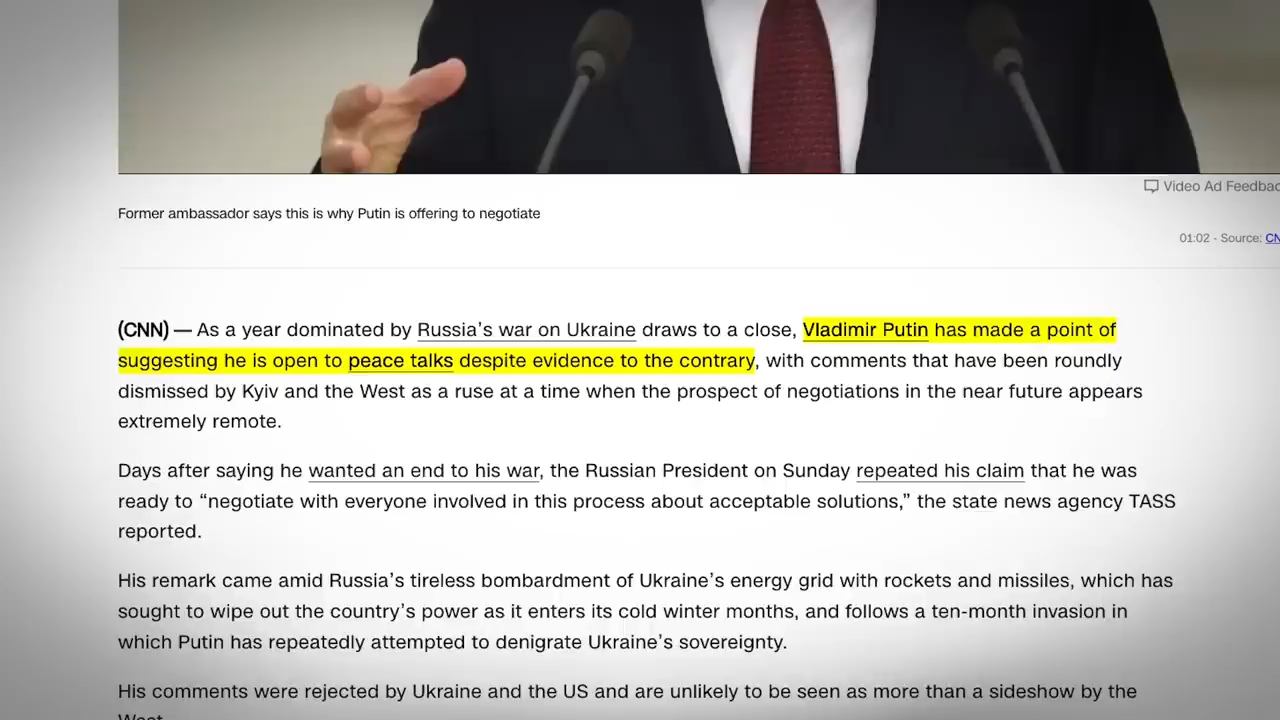 Video Ad Feedbac
Former ambassador says this is why Putin is offering to negotiate
01:02 - Source: CN
(CNN) — As a year dominated by Russia’s war on Ukraine draws to a close, Vladimir Putin has made a point of
suggesting he is open to peace talks despite evidence to the contrary, with comments that have been roundly
dismissed by Kyiv and the West as a ruse at a time when the prospect of negotiations in the near future appears
extremely remote.
Days after saying he wanted an end to his war, the Russian President on Sunday repeated his claim that he was
ready to “negotiate with everyone involved in this process about acceptable solutions,” the state news agency TASS
reported.
His remark came amid Russia’s tireless bombardment of Ukraine’s energy grid with rockets and missiles, which has
sought to wipe out the country’s power as it enters its cold winter months, and follows a ten-month invasion in
which Putin has repeatedly attempted to denigrate Ukraine’s sovereignty.
His comments were rejected by Ukraine and the US and are unlikely to be seen as more than a sideshow by the
West.